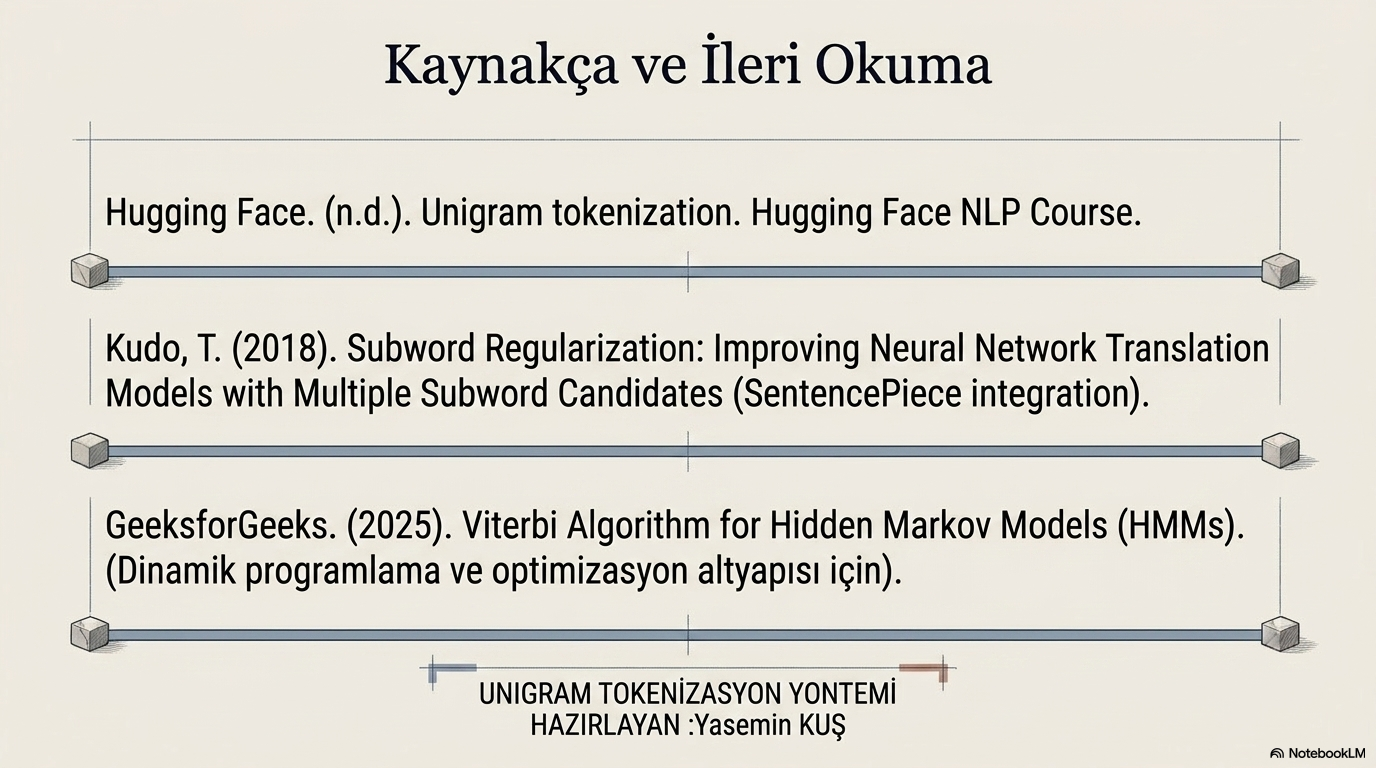 Kaynakça ve İleri Okuma
Hugging Face. (n.d.). Unigram tokenization. Hugging Face NLP Course.
Kudo, T. (2018). Subword Regularization: Improving Neural Network Translation
Models with Multiple Subword Candidates (SentencePiece integration).
GeeksforGeeks. (2025). Viterbi Algorithm for Hidden Markov Models (HMMs).
(Dinamik programlama ve optimizasyon altyapısı için).
UNIGRAM TOKENİZASYON YONTEMİ
HAZIRLAYAN :Yasemin KUŞ
NotebookLM